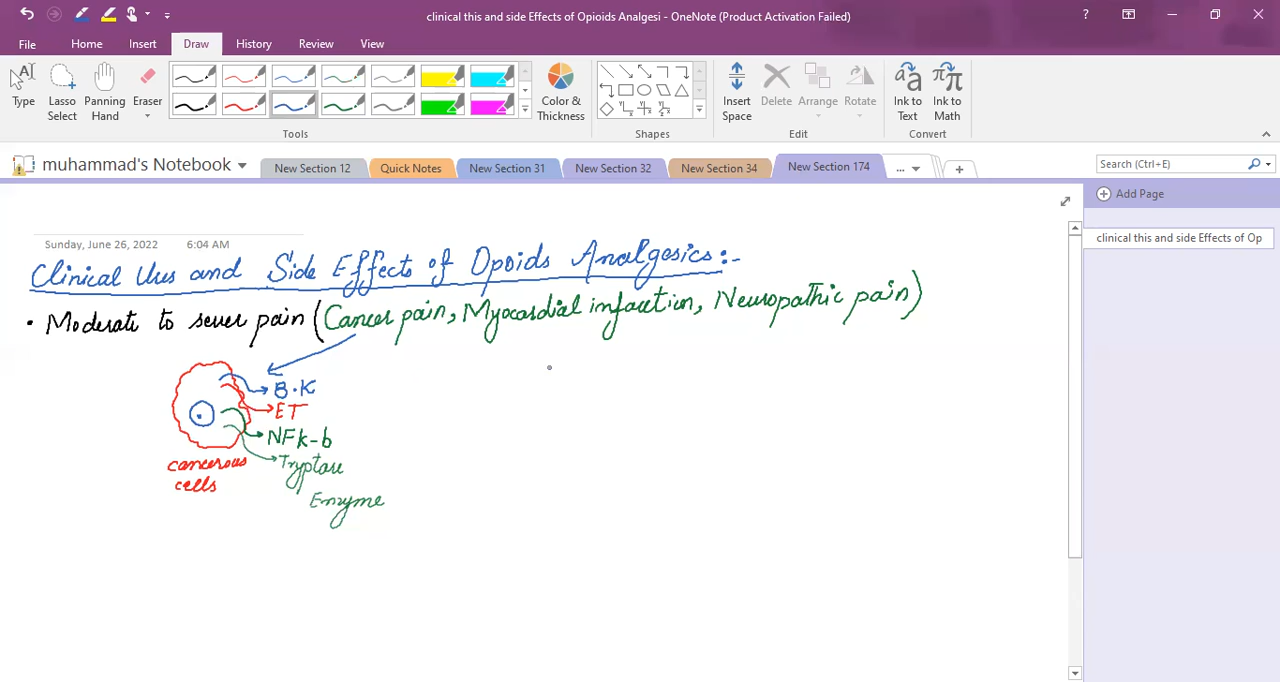 clinical this and side Effects of Opioids Analgesi - OneNote (Product Activation Failed)
File Home Insert Draw History Review View
Type Lasso Select Panning Hand Eraser Color & Thickness Insert Space Delete Arrange Rotate Ink to Text Ink to Math
Tools Shapes Edit Convert
muhammad's Notebook New Section 12 Quick Notes New Section 31 New Section 32 New Section 34 New Section 174 ... Search (Ctrl+E)
Add Page
clinical this and side Effects of Op
Sunday, June 26, 2022 6:04 AM
Clinical Uses and Side Effects of Opoids Analgesics:-
• Moderate to sever pain (Cancer pain, Myocardial infarction, Neuropathic pain)
B.K
ET
NFk-b
Tryptase
Enzyme
cancerous
cells